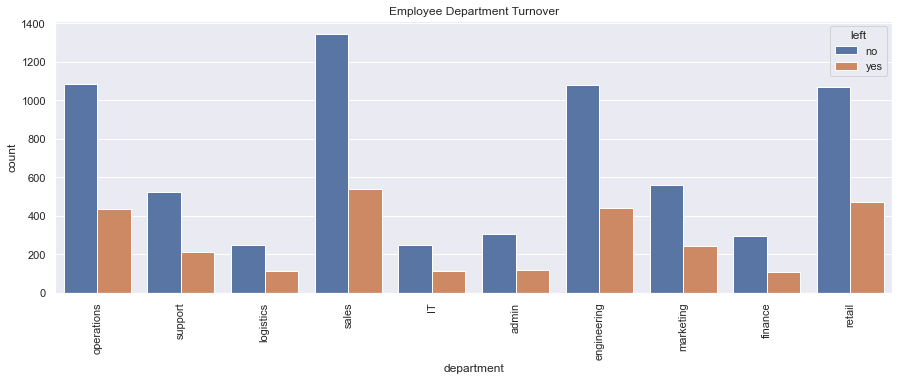 Employee Department Turnover
left
no
yes
count
1400
1200
1000
800
600
400
200
0
operations
support
logistics
sales
IT
admin
engineering
marketing
finance
retail
department